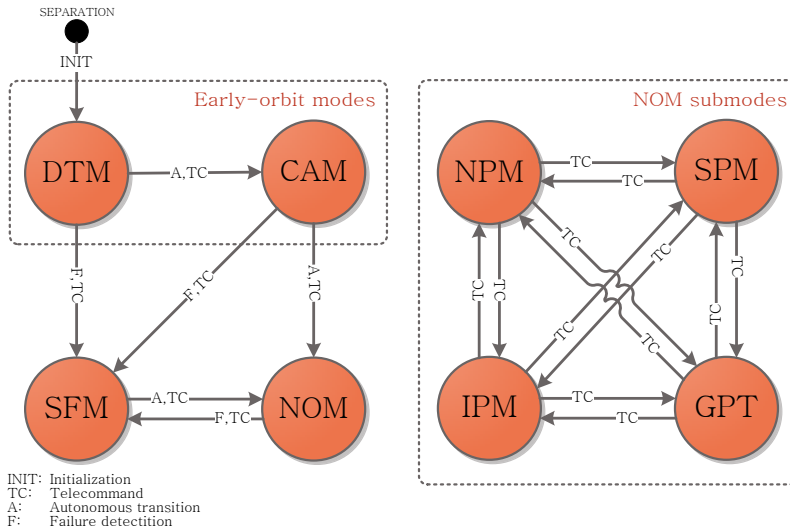 SEPARATION
INIT
Early-orbit modes
DTM
A,TC
CAM
F,TC
F,TC
A,TC
SFM
A,TC
F,TC
NOM
NOM submodes
NPM
TC
TC
SPM
TC
TC
TC
TC
TC
TC
TC
TC
IPM
TC
TC
GPT
INIT: Initialization
TC: Telecommand
A: Autonomous transition
F: Failure detectition